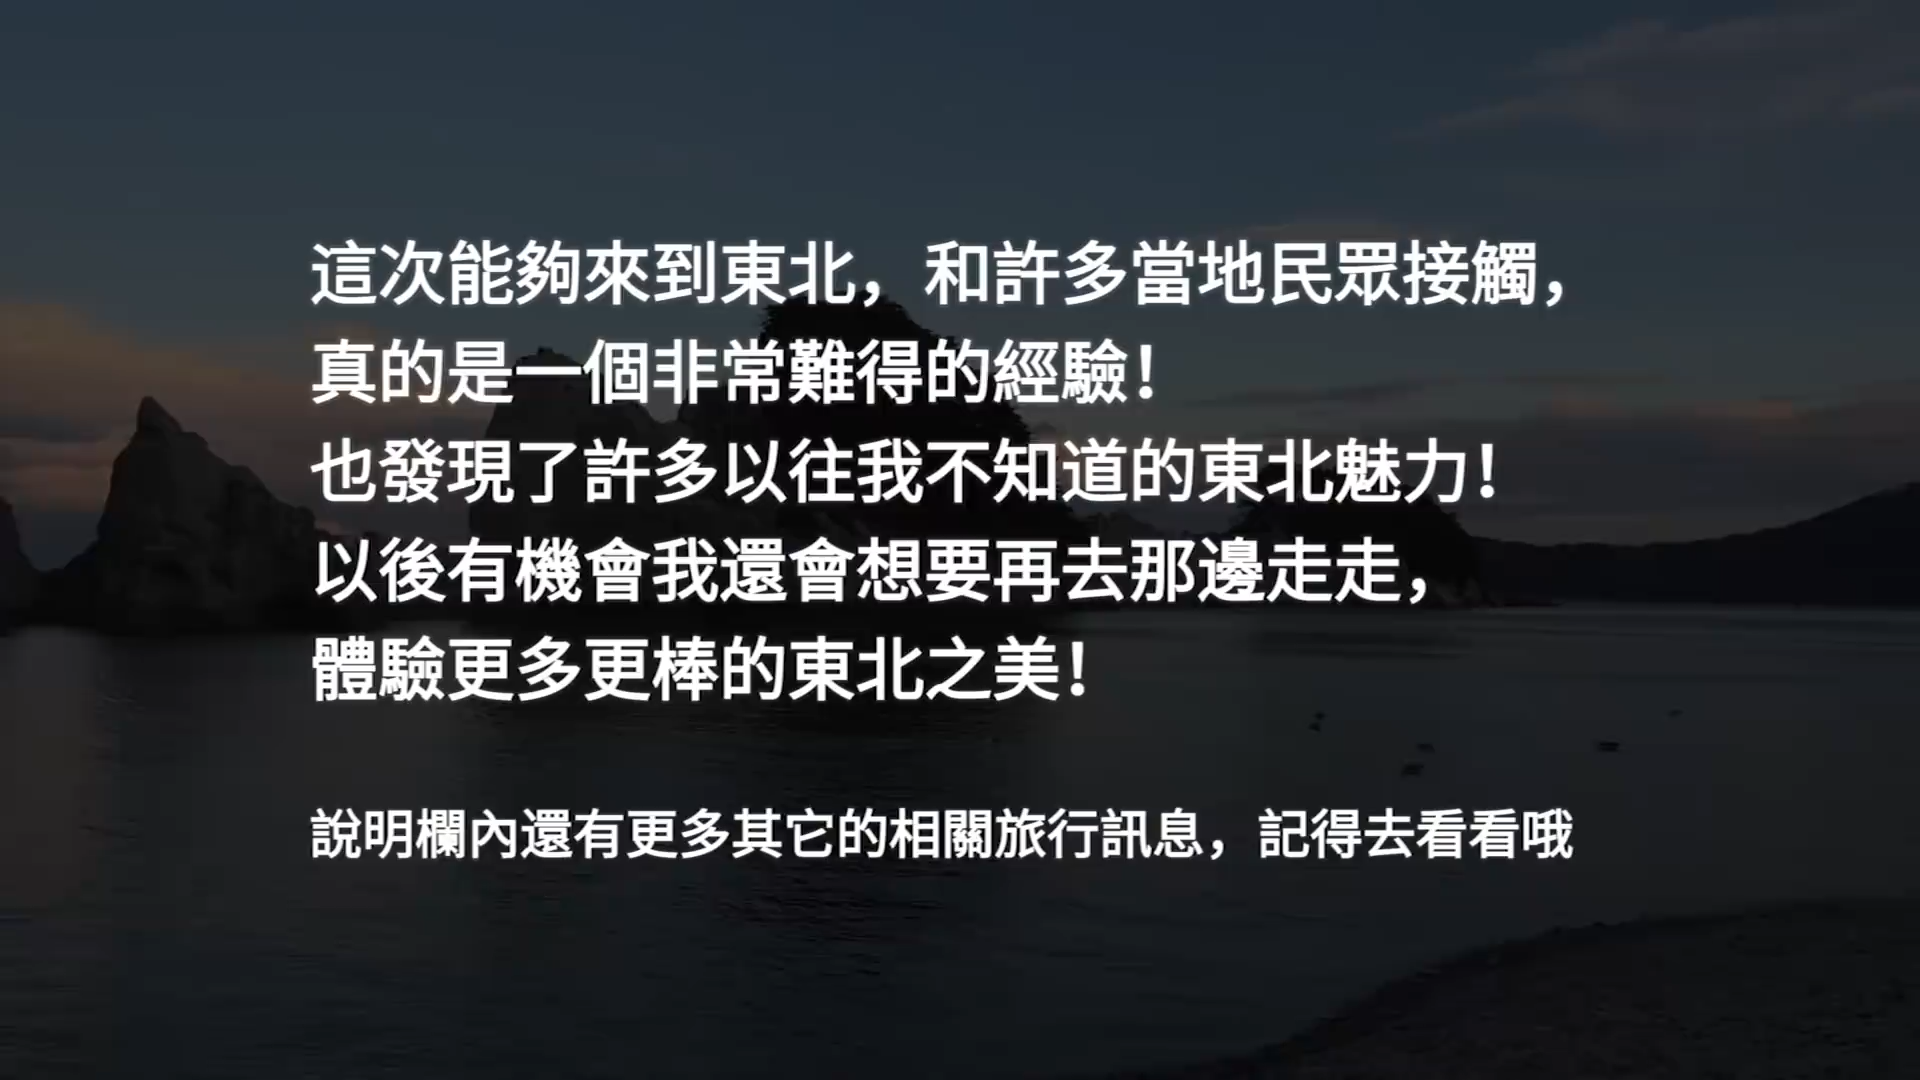 這次能夠來到東北，和許多當地民眾接觸，
真的是一個非常難得的經驗！
也發現了許多以往我不知道的東北魅力！
以後有機會我還會想要再去那邊走走，
體驗更多更棒的東北之美！
說明欄內還有更多其它的相關旅行訊息，記得去看看哦